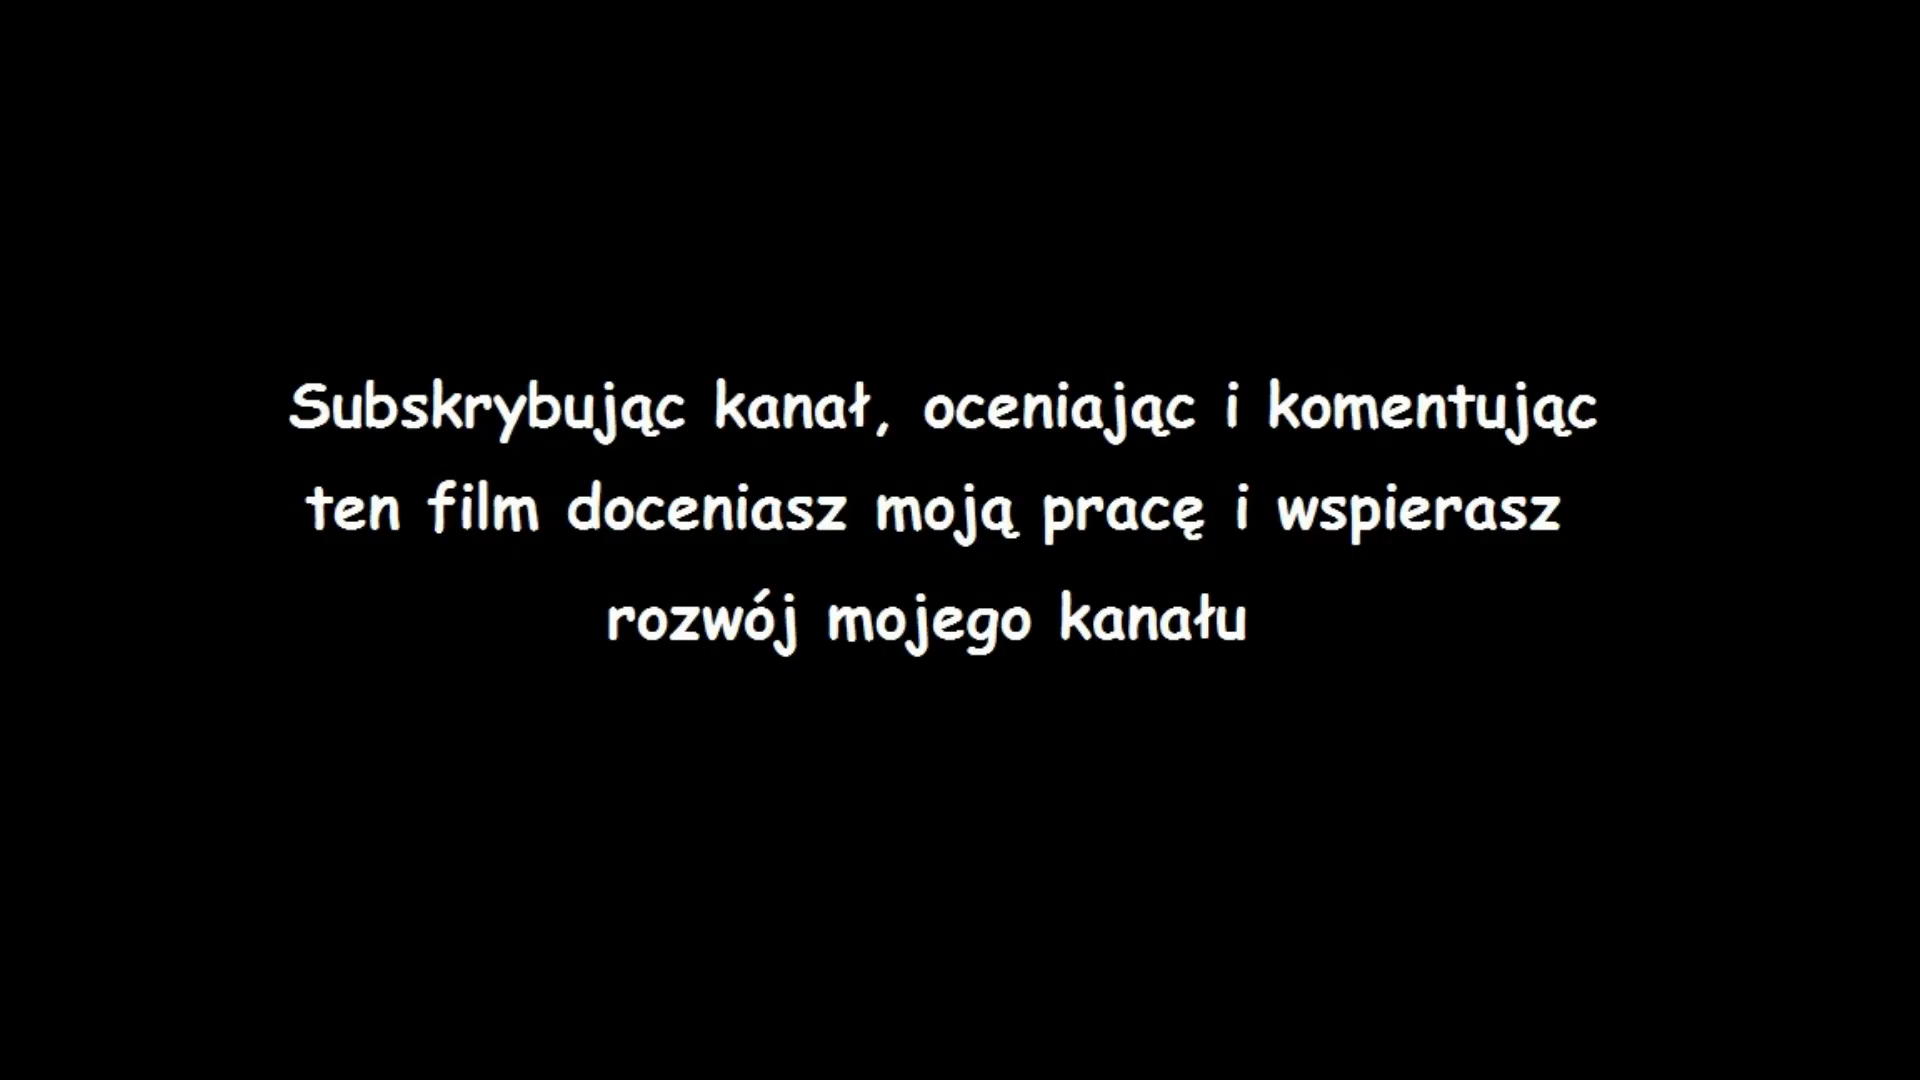 Subskrybując kanał, oceniając i komentując
ten film doceniasz moją pracę i wspierasz
rozwój mojego kanału